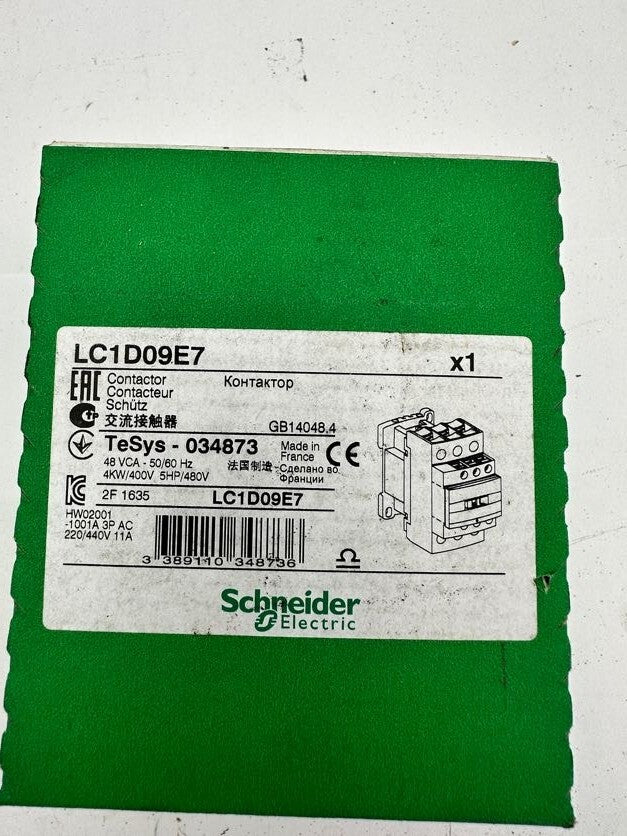 LC1D09E7 x1
EAC Contactor Контактор
Contacteur
Schütz
交流接触器 GB14048.4
TeSys - 034873 Made in France CE
48 VCA - 50/60 Hz 法国制造 - Сделано во
4KW/400V 5HP/480V Франции
2F 1635 LC1D09E7
HW02001
-1001A 3P AC
220/440V 11A
3 389110 348736
Schneider
Electric